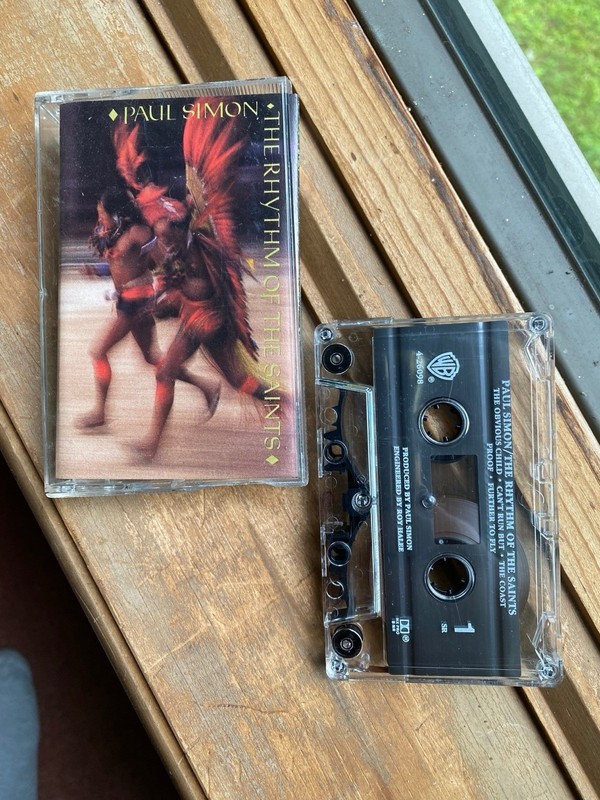 ♦ PAUL SIMON ♦ THE RHYTHM OF THE SAINTS ♦
PAUL SIMON/THE RHYTHM OF THE SAINTS
THE OBVIOUS CHILD • CAN'T RUN BUT • THE COAST
PROOF • FURTHER TO FLY
WB®
4-26098
1
SR
PRODUCED BY PAUL SIMON
ENGINEERED BY ROY HALEE